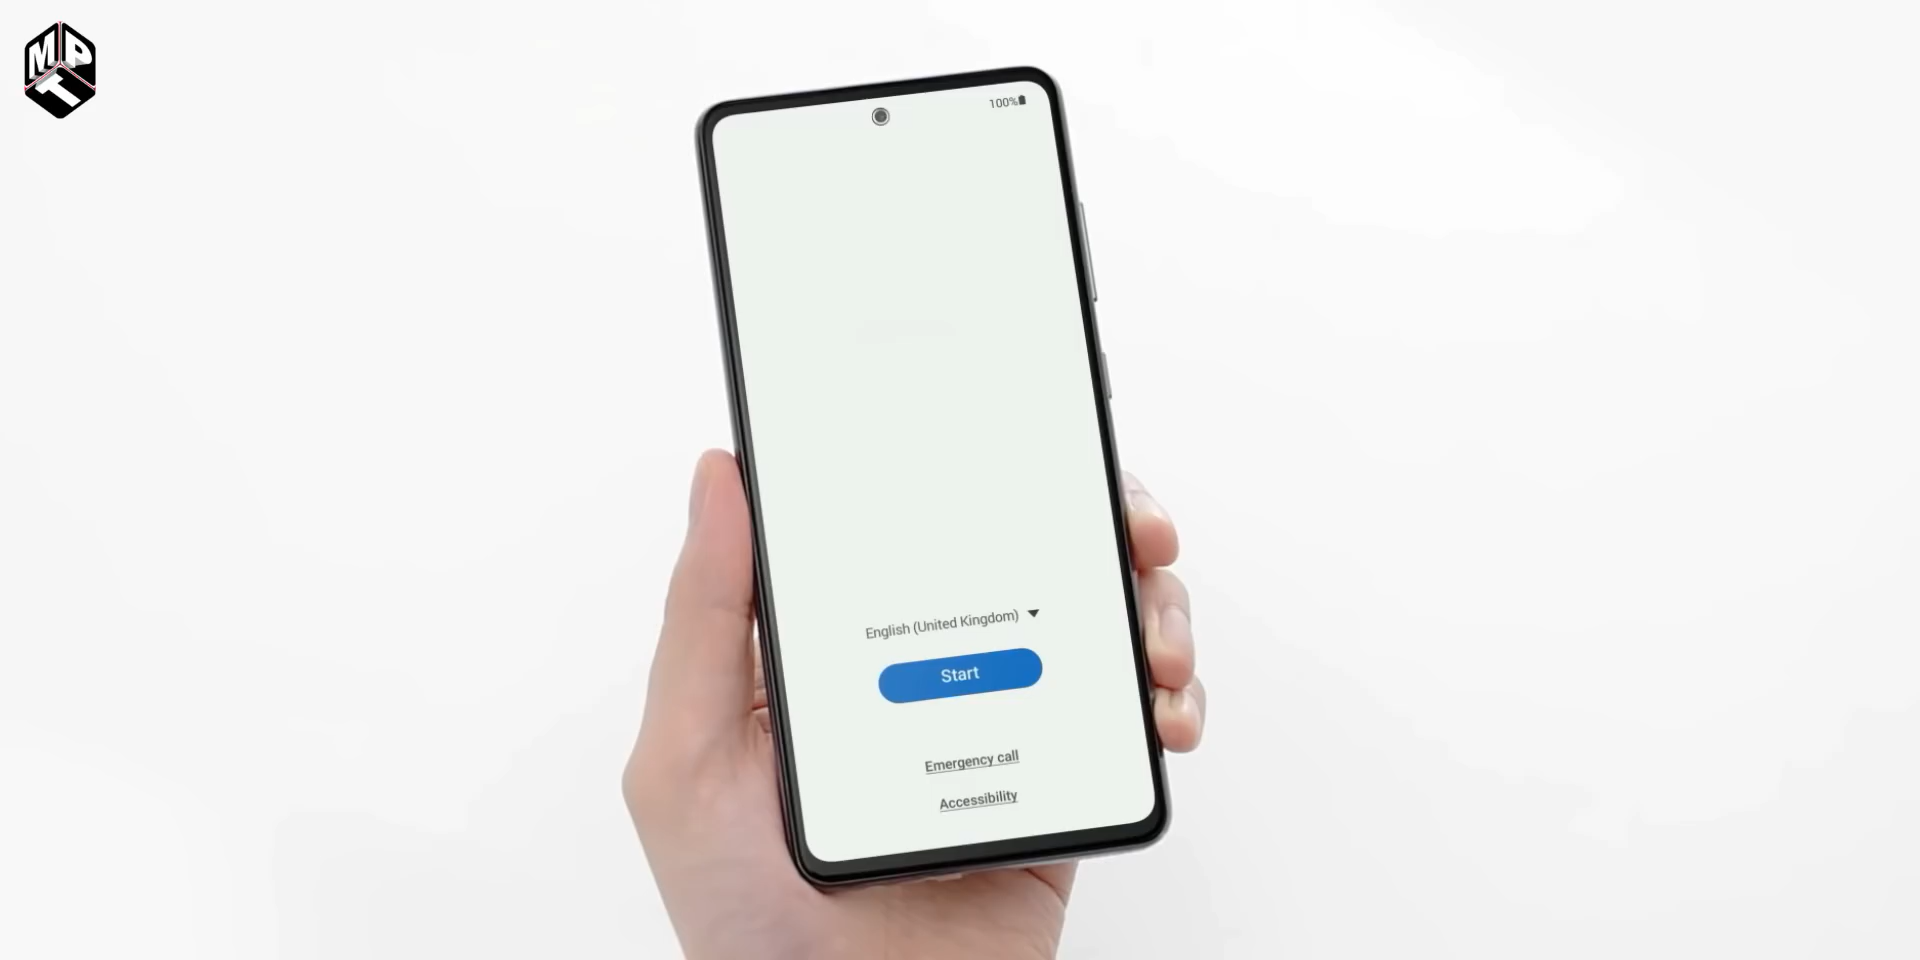 MPT
100%
English (United Kingdom)
Start
Emergency call
Accessibility